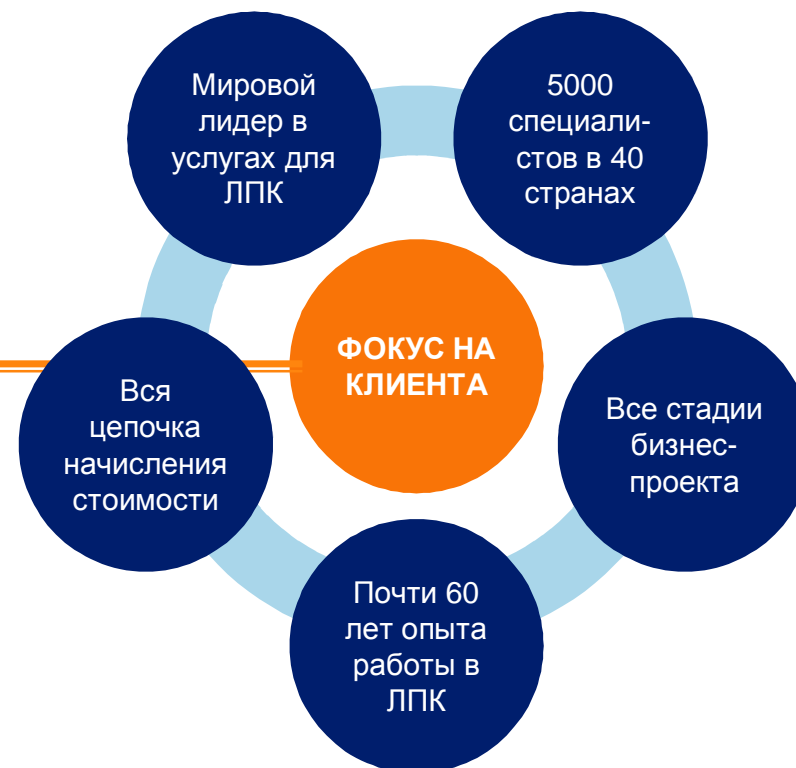 Мировой
лидер в
услугах для
ЛПК
5000
специали-
стов в 40
странах
ФОКУС НА
КЛИЕНТА
Вся
цепочка
начисления
стоимости
Все стадии
бизнес-
проекта
Почти 60
лет опыта
работы в
ЛПК